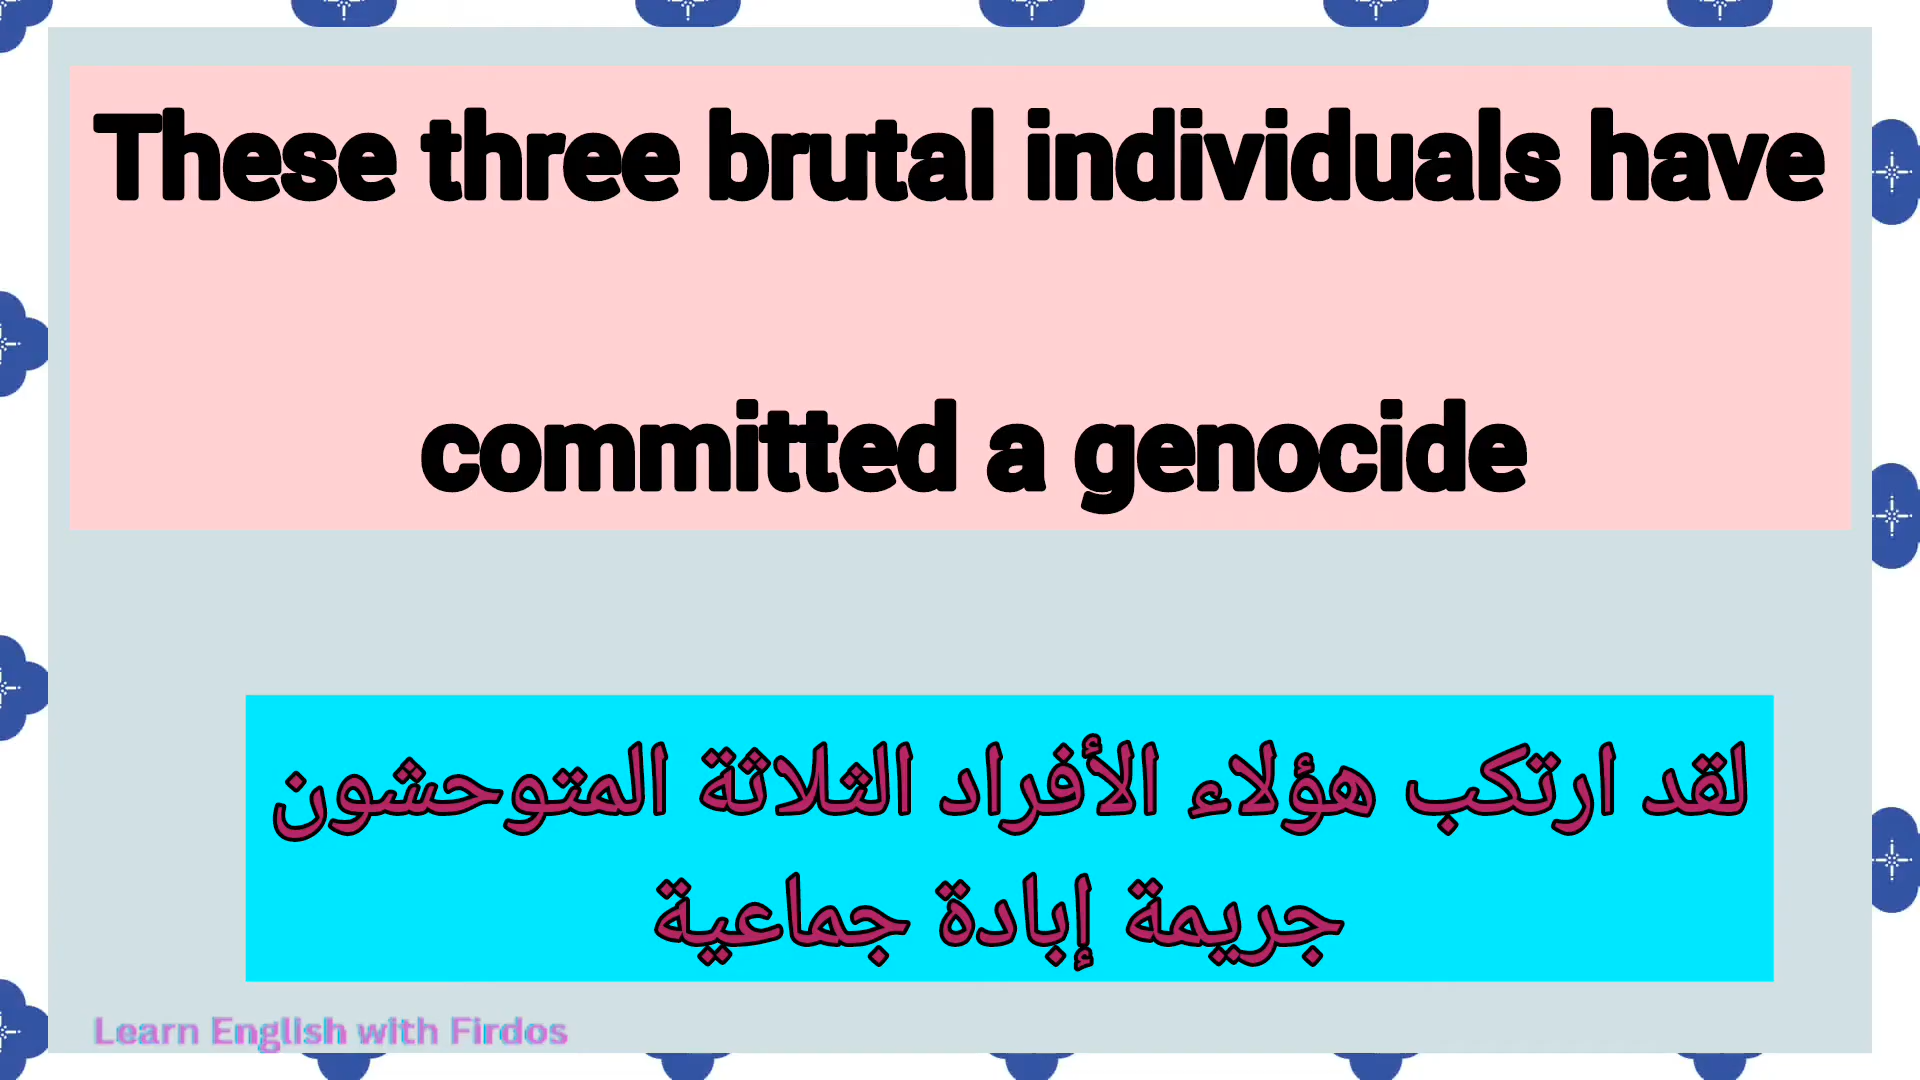 These three brutal individuals have
committed a genocide
لقد ارتكب هؤلاء الأفراد الثلاثة المتوحشون
جريمة إبادة جماعية
Learn English with Firdos